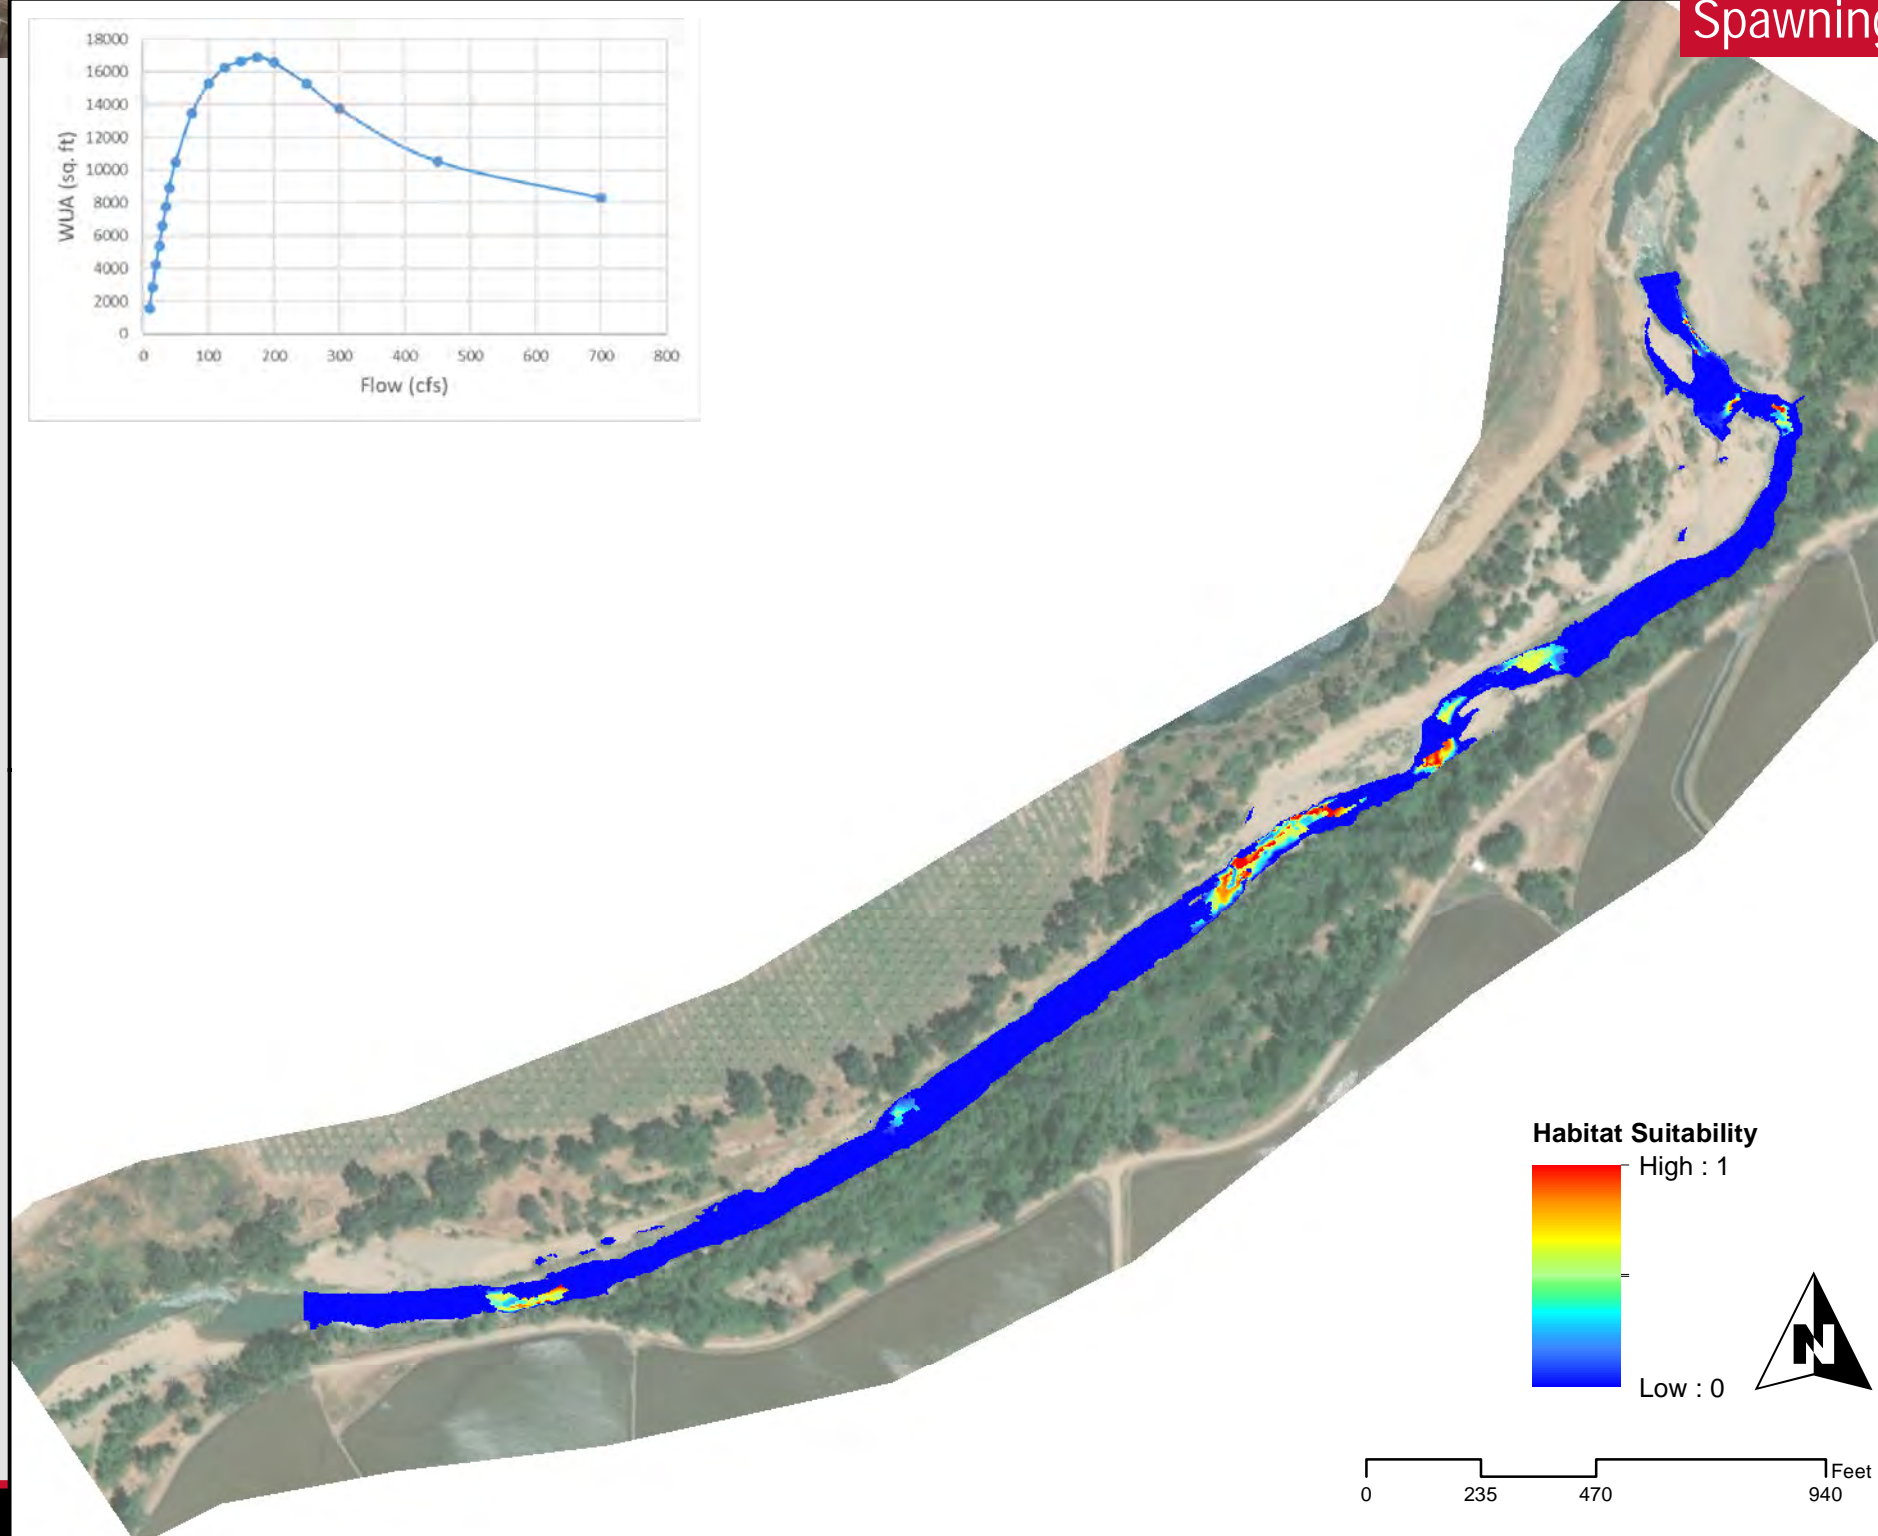 Spawning
18000
16000
14000
12000
10000
8000
6000
4000
2000
0
WUA (sq. ft)
0 100 200 300 400 500 600 700 800
Flow (cfs)
Habitat Suitability
High : 1
=
Low : 0
N
Feet
0 235 470 940